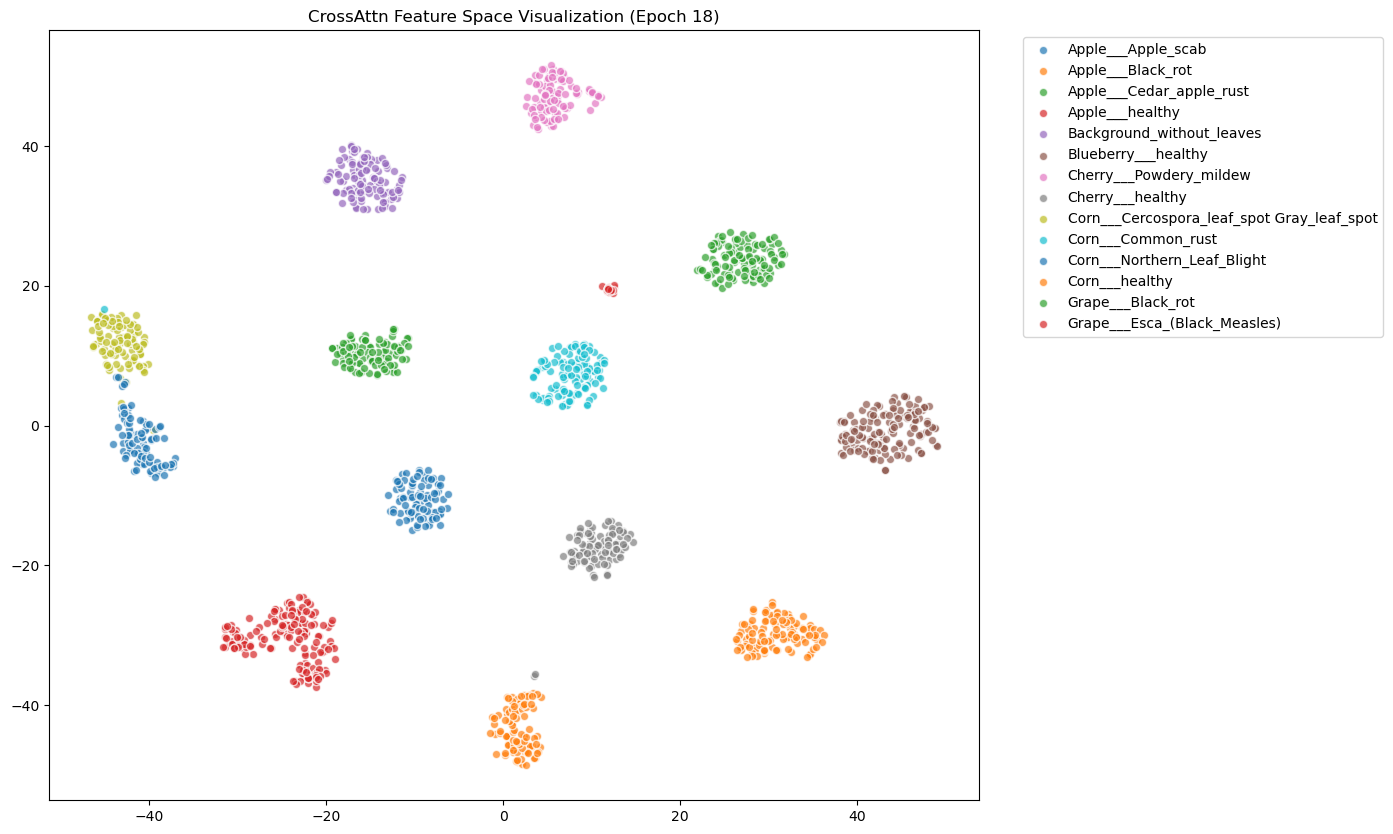 CrossAttn Feature Space Visualization (Epoch 18)
Apple___Apple_scab
Apple___Black_rot
Apple___Cedar_apple_rust
Apple___healthy
Background_without_leaves
Blueberry___healthy
Cherry___Powdery_mildew
Cherry___healthy
Corn___Cercospora_leaf_spot Gray_leaf_spot
Corn___Common_rust
Corn___Northern_Leaf_Blight
Corn___healthy
Grape___Black_rot
Grape___Esca_(Black_Measles)
40
20
0
−20
−40
−40 −20 0 20 40